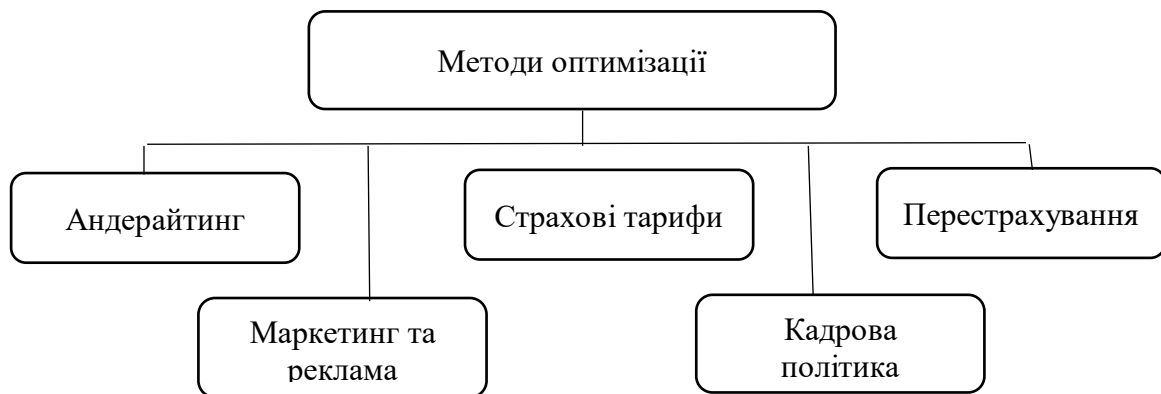 Методи оптимізації
Андерайтинг
Страхові тарифи
Перестрахування
Маркетинг та
реклама
Кадрова
політика